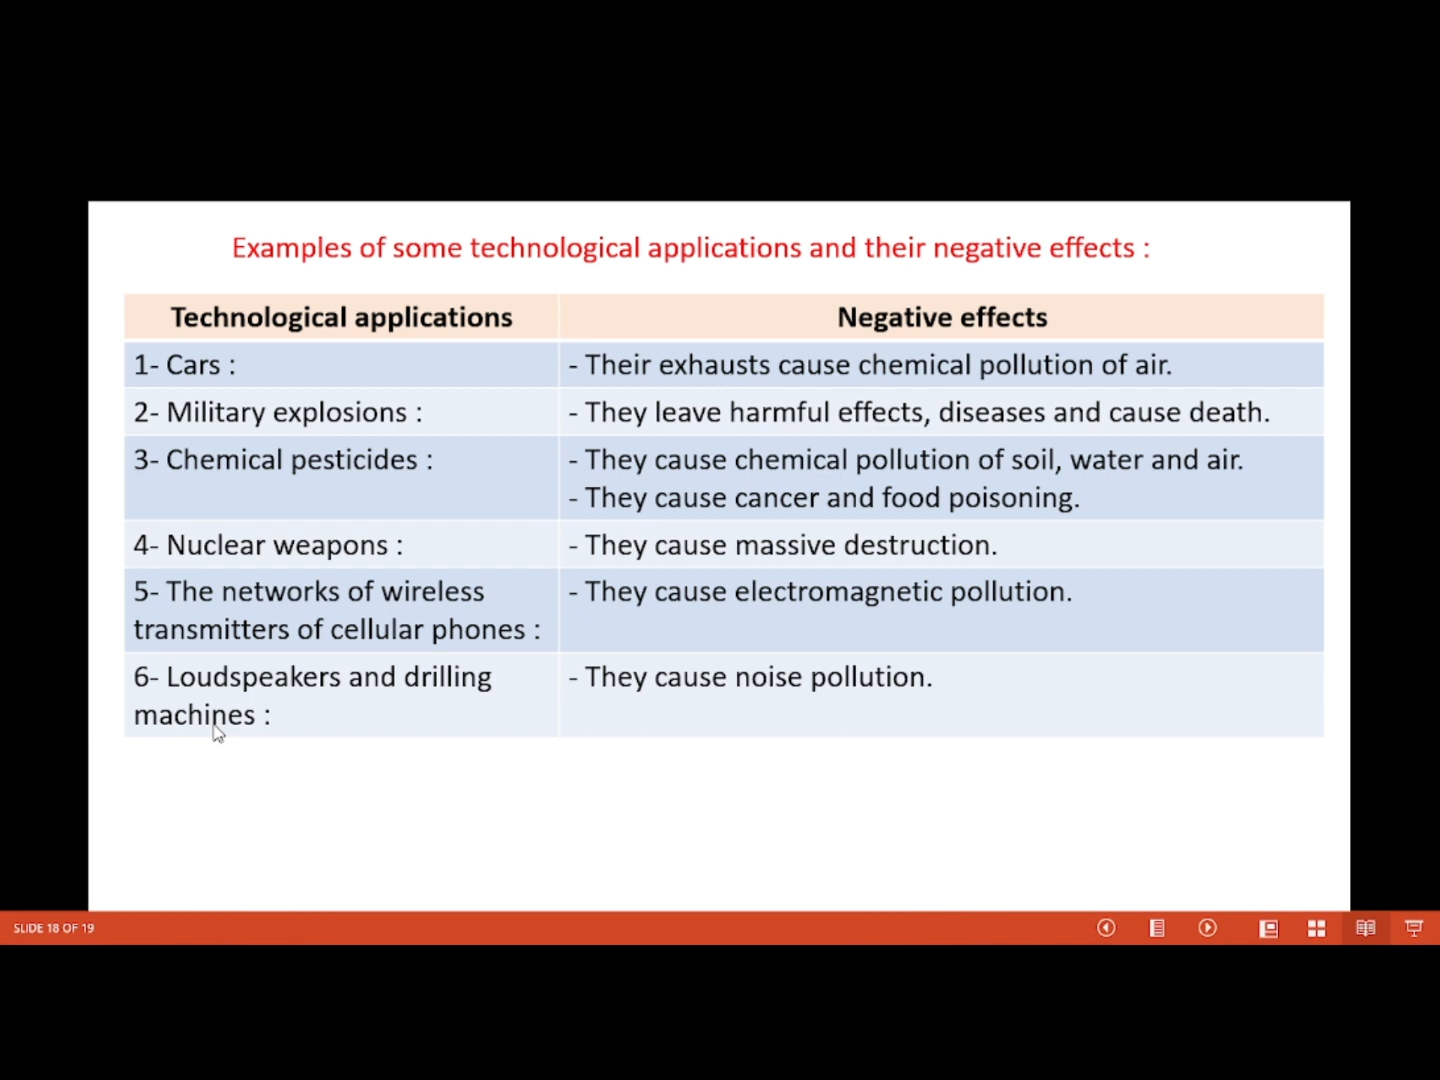 Examples of some technological applications and their negative effects :
Technological applications
Negative effects
1- Cars :
- Their exhausts cause chemical pollution of air.
2- Military explosions :
- They leave harmful effects, diseases and cause death.
3- Chemical pesticides :
- They cause chemical pollution of soil, water and air.
- They cause cancer and food poisoning.
4- Nuclear weapons :
- They cause massive destruction.
5- The networks of wireless
transmitters of cellular phones :
- They cause electromagnetic pollution.
6- Loudspeakers and drilling
machines :
- They cause noise pollution.
SLIDE 18 OF 19